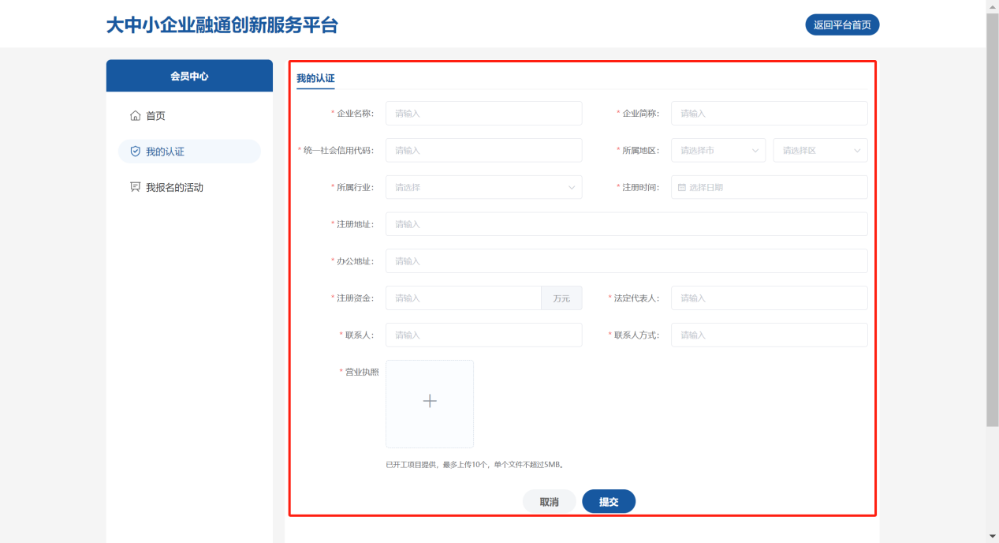 大中小企业融通创新服务平台
返回平台首页
会员中心
首页
我的认证
我报名的活动
我的认证
* 企业名称： 请输入 * 企业简称： 请输入
* 统一社会信用代码： 请输入 * 所属地区： 请选择市 请选择区
* 所属行业： 请选择 * 注册时间： 选择日期
* 注册地址： 请输入
* 办公地址： 请输入
* 注册资金： 请输入 万元 * 法定代表人： 请输入
* 联系人： 请输入 * 联系人方式： 请输入
* 营业执照
已开工项目提供，最多上传10个，单个文件不超过5MB。
取消 提交